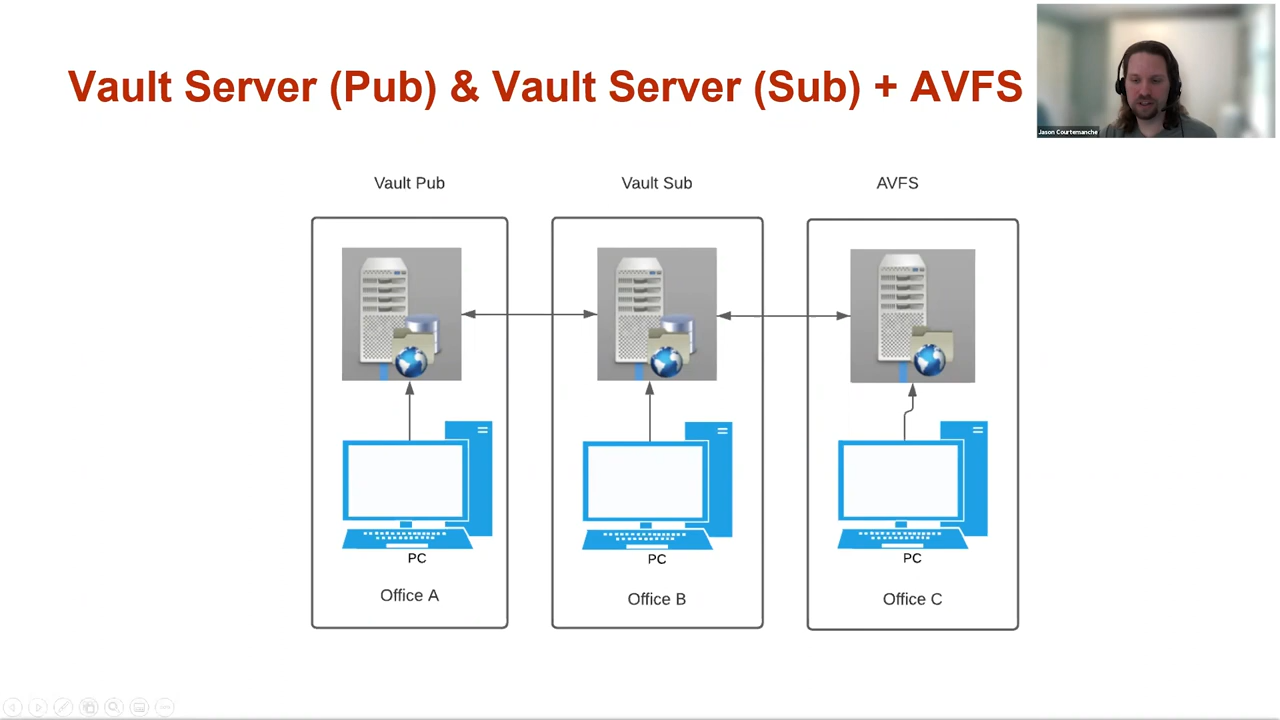 Vault Server (Pub) & Vault Server (Sub) + AVFS
Jason Courtemanche
Vault Pub
Vault Sub
AVFS
PC
PC
PC
Office A
Office B
Office C